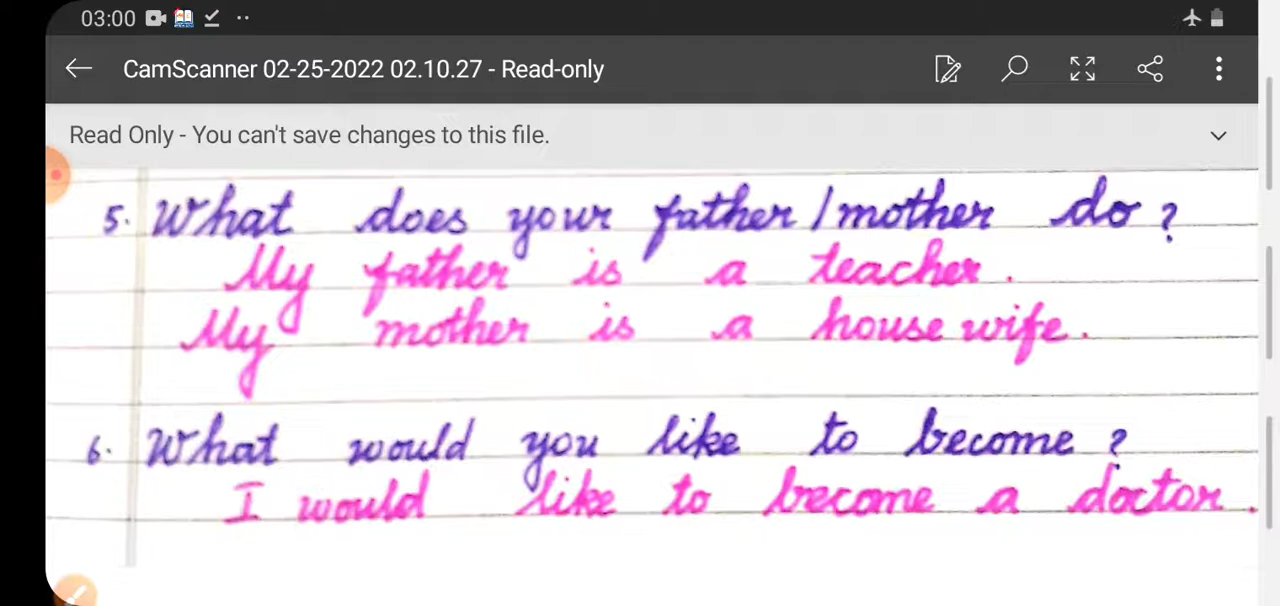 03:00
CamScanner 02-25-2022 02.10.27 - Read-only
Read Only - You can't save changes to this file.
5. What does your father/mother do?
My father is a teacher.
My mother is a house wife.
6. What would you like to become?
I would like to become a doctor.